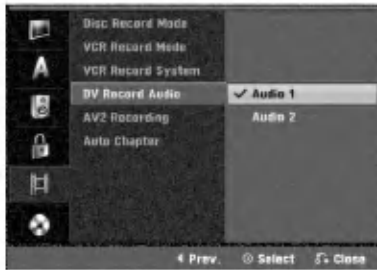 Disc Record Mode
VCR Record Mode
VCR Record System
DV Record Audio
✓ Audio 1
AV2 Recording
Audio 2
Auto Chapter
A
◀ Prev. ⊙ Select Close